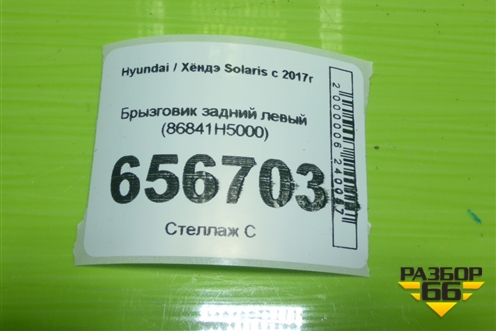 Hyundai / Хёндэ Solaris с 2017г
Брызговик задний левый
(86841H5000)
656703
Стеллаж С
РАЗБОР
66